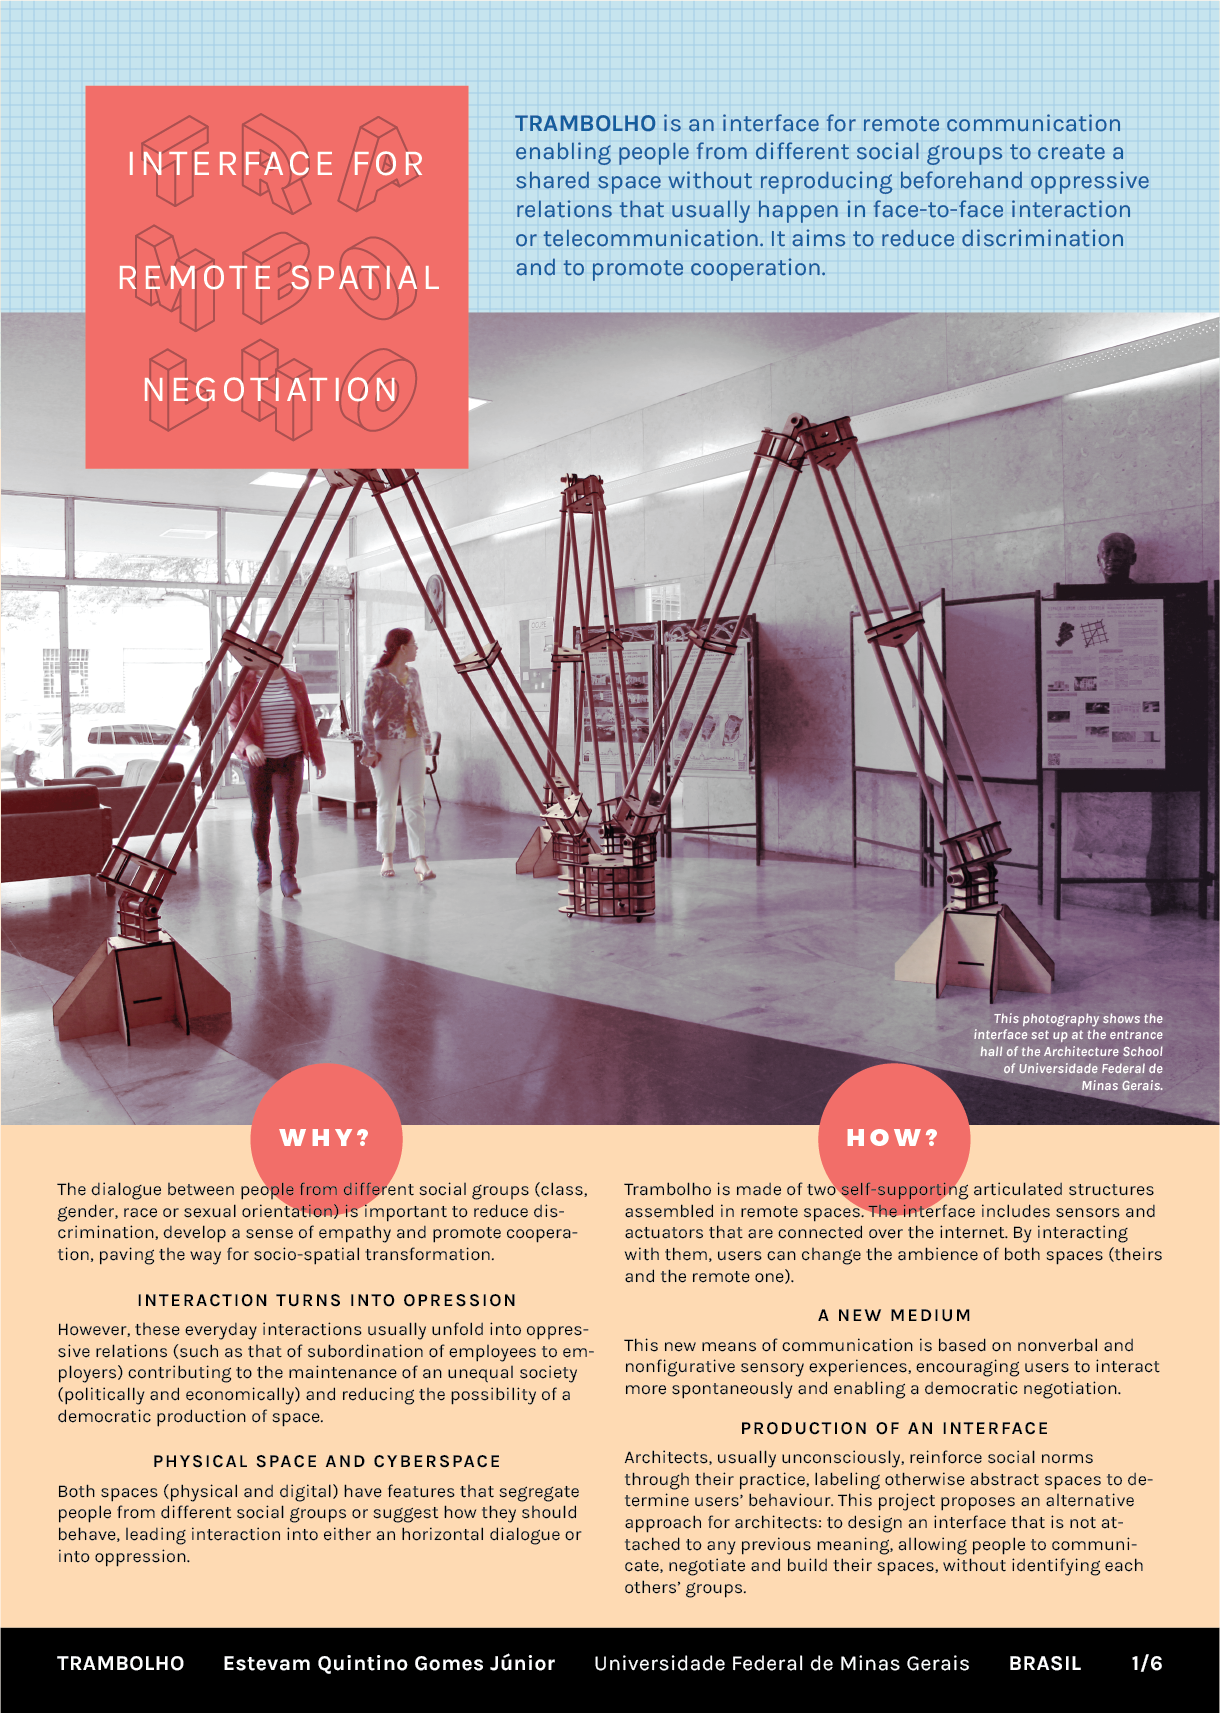 TRA
MBO
LHO
INTERFACE FOR
REMOTE SPATIAL
NEGOTIATION
TRAMBOLHO is an interface for remote communication
enabling people from different social groups to create a
shared space without reproducing beforehand oppressive
relations that usually happen in face-to-face interaction
or telecommunication. It aims to reduce discrimination
and to promote cooperation.
This photography shows the
interface set up at the entrance
hall of the Architecture School
of Universidade Federal de
Minas Gerais.
WHY?
The dialogue between people from different social groups (class,
gender, race or sexual orientation) is important to reduce dis-
crimination, develop a sense of empathy and promote coopera-
tion, paving the way for socio-spatial transformation.
INTERACTION TURNS INTO OPRESSION
However, these everyday interactions usually unfold into oppres-
sive relations (such as that of subordination of employees to em-
ployers) contributing to the maintenance of an unequal society
(politically and economically) and reducing the possibility of a
democratic production of space.
PHYSICAL SPACE AND CYBERSPACE
Both spaces (physical and digital) have features that segregate
people from different social groups or suggest how they should
behave, leading interaction into either an horizontal dialogue or
into oppression.
HOW?
Trambolho is made of two self-supporting articulated structures
assembled in remote spaces. The interface includes sensors and
actuators that are connected over the internet. By interacting
with them, users can change the ambience of both spaces (theirs
and the remote one).
A NEW MEDIUM
This new means of communication is based on nonverbal and
nonfigurative sensory experiences, encouraging users to interact
more spontaneously and enabling a democratic negotiation.
PRODUCTION OF AN INTERFACE
Architects, usually unconsciously, reinforce social norms
through their practice, labeling otherwise abstract spaces to de-
termine users' behaviour. This project proposes an alternative
approach for architects: to design an interface that is not at-
tached to any previous meaning, allowing people to communi-
cate, negotiate and build their spaces, without identifying each
others' groups.
TRAMBOLHO Estevam Quintino Gomes Júnior Universidade Federal de Minas Gerais BRASIL 1/6